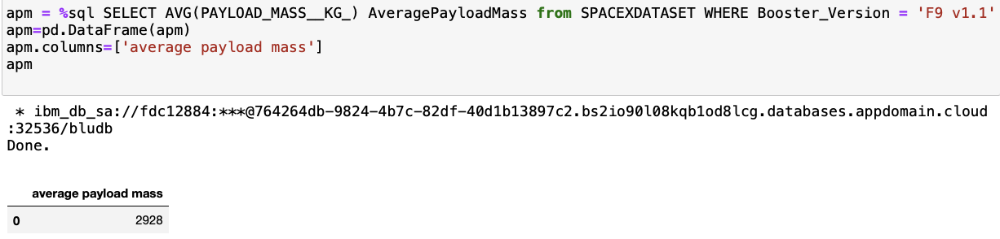 apm = %sql SELECT AVG(PAYLOAD_MASS__KG_) AveragePayloadMass from SPACEXDATASET WHERE Booster_Version = 'F9 v1.1'
apm=pd.DataFrame(apm)
apm.columns=['average payload mass']
apm
* ibm_db_sa://fdc12884:***@764264db-9824-4b7c-82df-40d1b13897c2.bs2io90l08kqb1od8lcg.databases.appdomain.cloud
:32536/bludb
Done.
average payload mass
0 2928